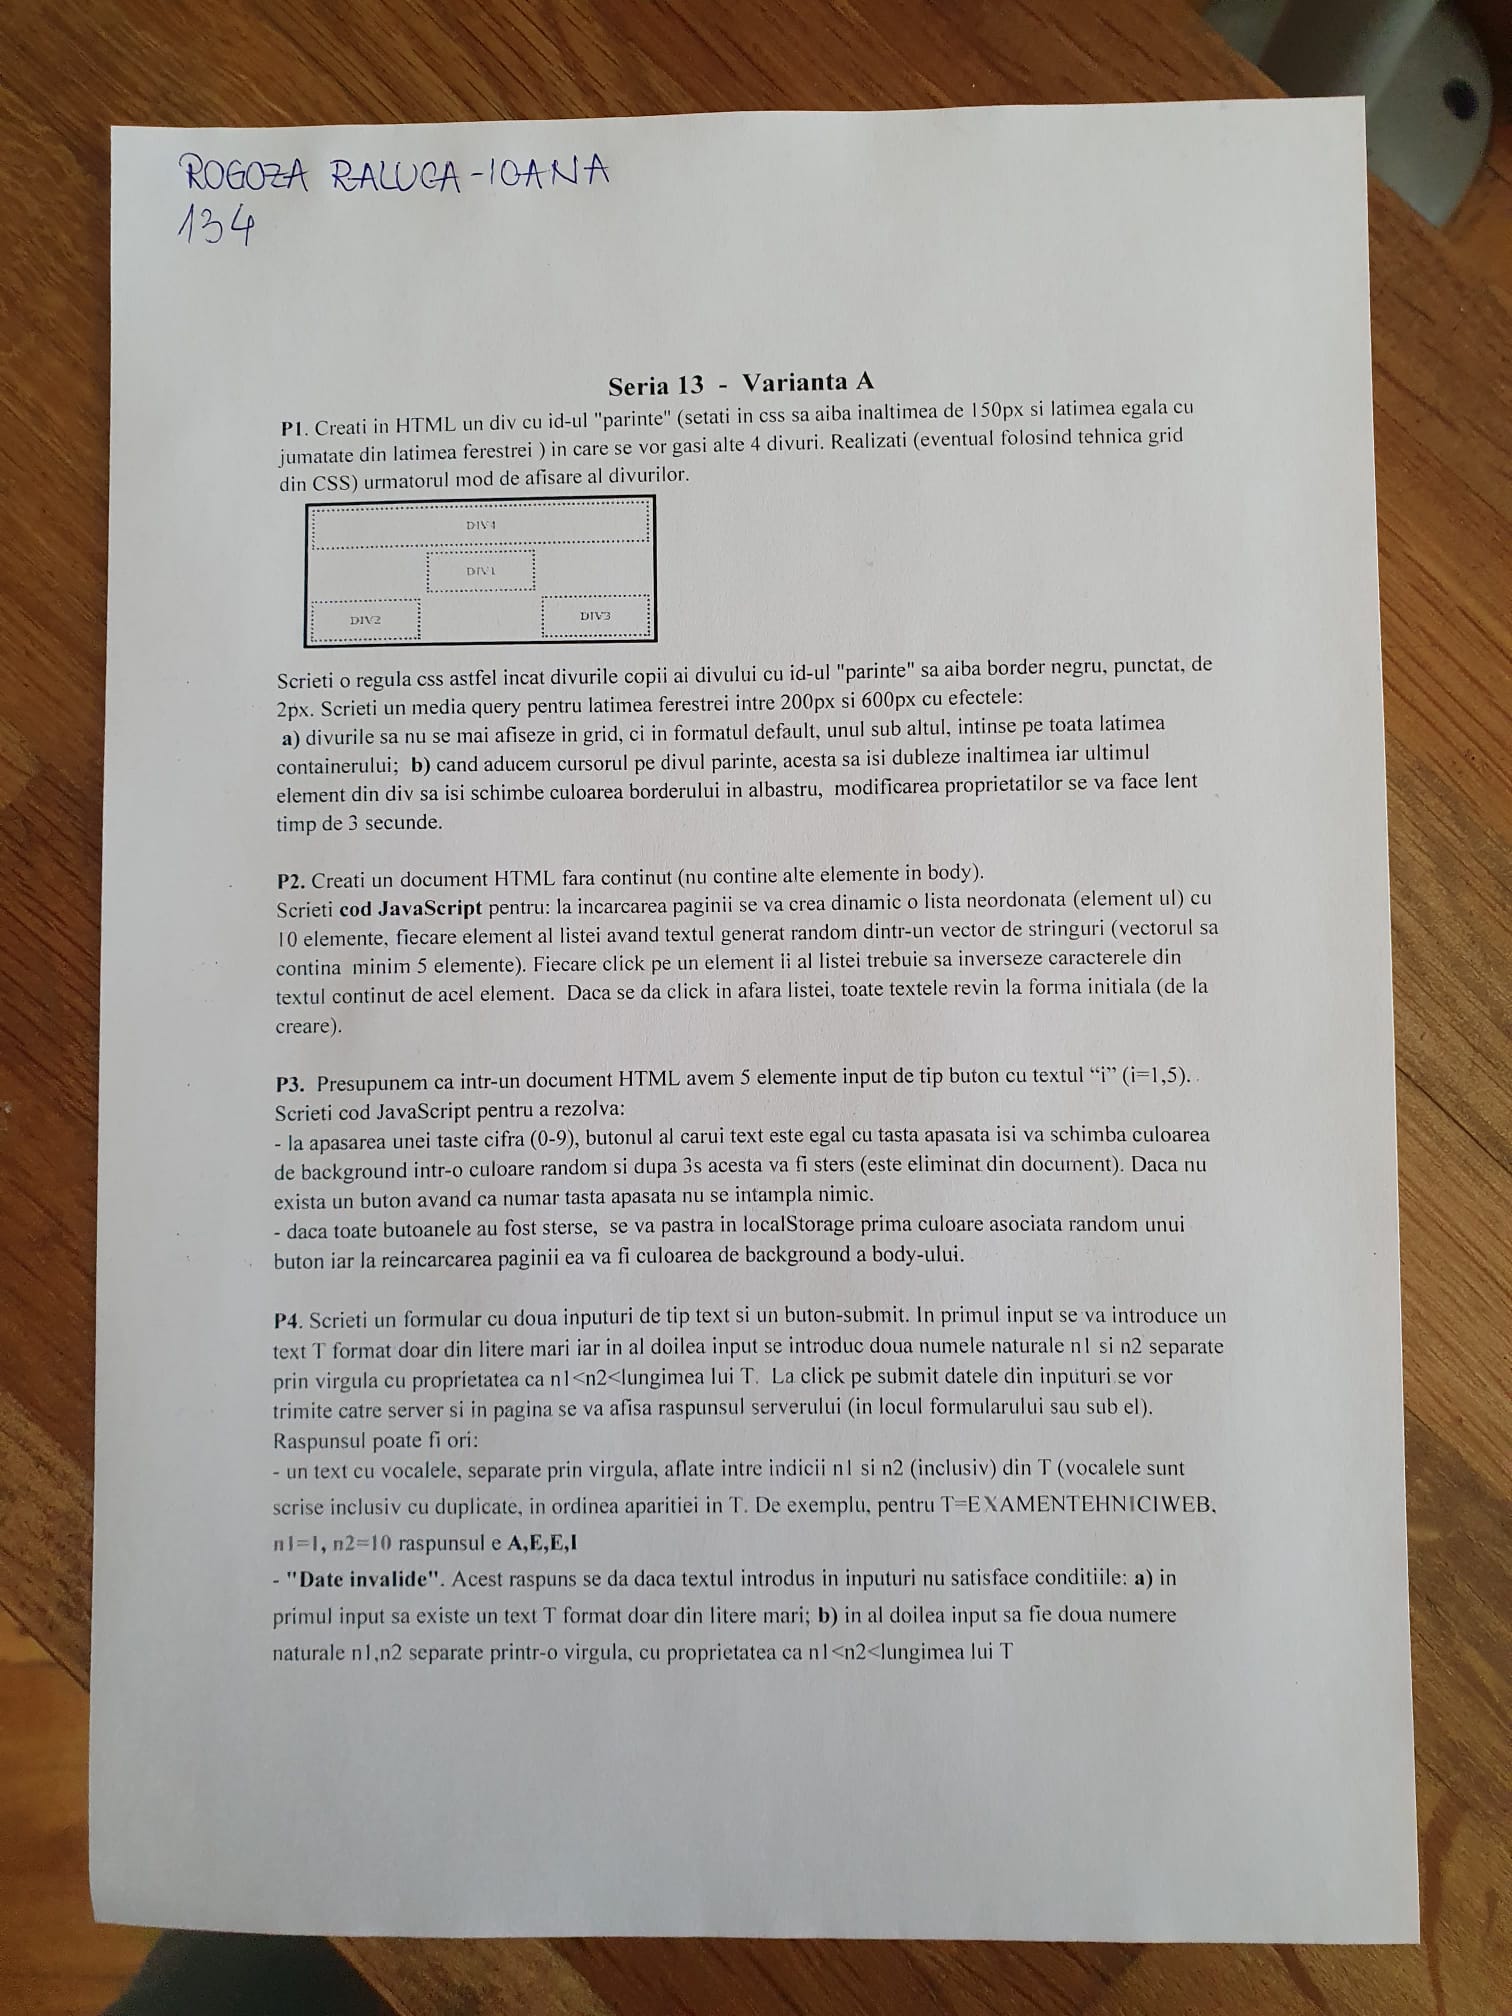 ROGOZA RALUCA-IOANA
134
Seria 13 - Varianta A
P1. Creati in HTML un div cu id-ul "parinte" (setati in css sa aiba inaltimea de 150px si latimea egala cu
jumatate din latimea ferestrei ) in care se vor gasi alte 4 divuri. Realizati (eventual folosind tehnica grid
din CSS) urmatorul mod de afisare al divurilor.
DIV4
DIV1
DIV2 DIV3
Scrieti o regula css astfel incat divurile copii ai divului cu id-ul "parinte" sa aiba border negru, punctat, de
2px. Scrieti un media query pentru latimea ferestrei intre 200px si 600px cu efectele:
a) divurile sa nu se mai afiseze in grid, ci in formatul default, unul sub altul, intinse pe toata latimea
containerului; b) cand aducem cursorul pe divul parinte, acesta sa isi dubleze inaltimea iar ultimul
element din div sa isi schimbe culoarea borderului in albastru, modificarea proprietatilor se va face lent
timp de 3 secunde.
P2. Creati un document HTML fara continut (nu contine alte elemente in body).
Scrieti cod JavaScript pentru: la incarcarea paginii se va crea dinamic o lista neordonata (element ul) cu
10 elemente, fiecare element al listei avand textul generat random dintr-un vector de stringuri (vectorul sa
contina minim 5 elemente). Fiecare click pe un element li al listei trebuie sa inverseze caracterele din
textul continut de acel element. Daca se da click in afara listei, toate textele revin la forma initiala (de la
creare).
P3. Presupunem ca intr-un document HTML avem 5 elemente input de tip buton cu textul “i” (i=1,5).
Scrieti cod JavaScript pentru a rezolva:
- la apasarea unei taste cifra (0-9), butonul al carui text este egal cu tasta apasata isi va schimba culoarea
de background intr-o culoare random si dupa 3s acesta va fi sters (este eliminat din document). Daca nu
exista un buton avand ca numar tasta apasata nu se intampla nimic.
- daca toate butoanele au fost sterse, se va pastra in localStorage prima culoare asociata random unui
buton iar la reincarcarea paginii ea va fi culoarea de background a body-ului.
P4. Scrieti un formular cu doua inputuri de tip text si un buton-submit. In primul input se va introduce un
text T format doar din litere mari iar in al doilea input se introduc doua numele naturale n1 si n2 separate
prin virgula cu proprietatea ca n1<n2<lungimea lui T. La click pe submit datele din inputuri se vor
trimite catre server si in pagina se va afisa raspunsul serverului (in locul formularului sau sub el).
Raspunsul poate fi ori:
- un text cu vocalele, separate prin virgula, aflate intre indicii n1 si n2 (inclusiv) din T (vocalele sunt
scrise inclusiv cu duplicate, in ordinea aparitiei in T. De exemplu, pentru T=EXAMENTEHNICIWEB,
n1=1, n2=10 raspunsul e A,E,E,I
- "Date invalide". Acest raspuns se da daca textul introdus in inputuri nu satisface conditiile: a) in
primul input sa existe un text T format doar din litere mari; b) in al doilea input sa fie doua numere
naturale n1,n2 separate printr-o virgula, cu proprietatea ca n1<n2<lungimea lui T